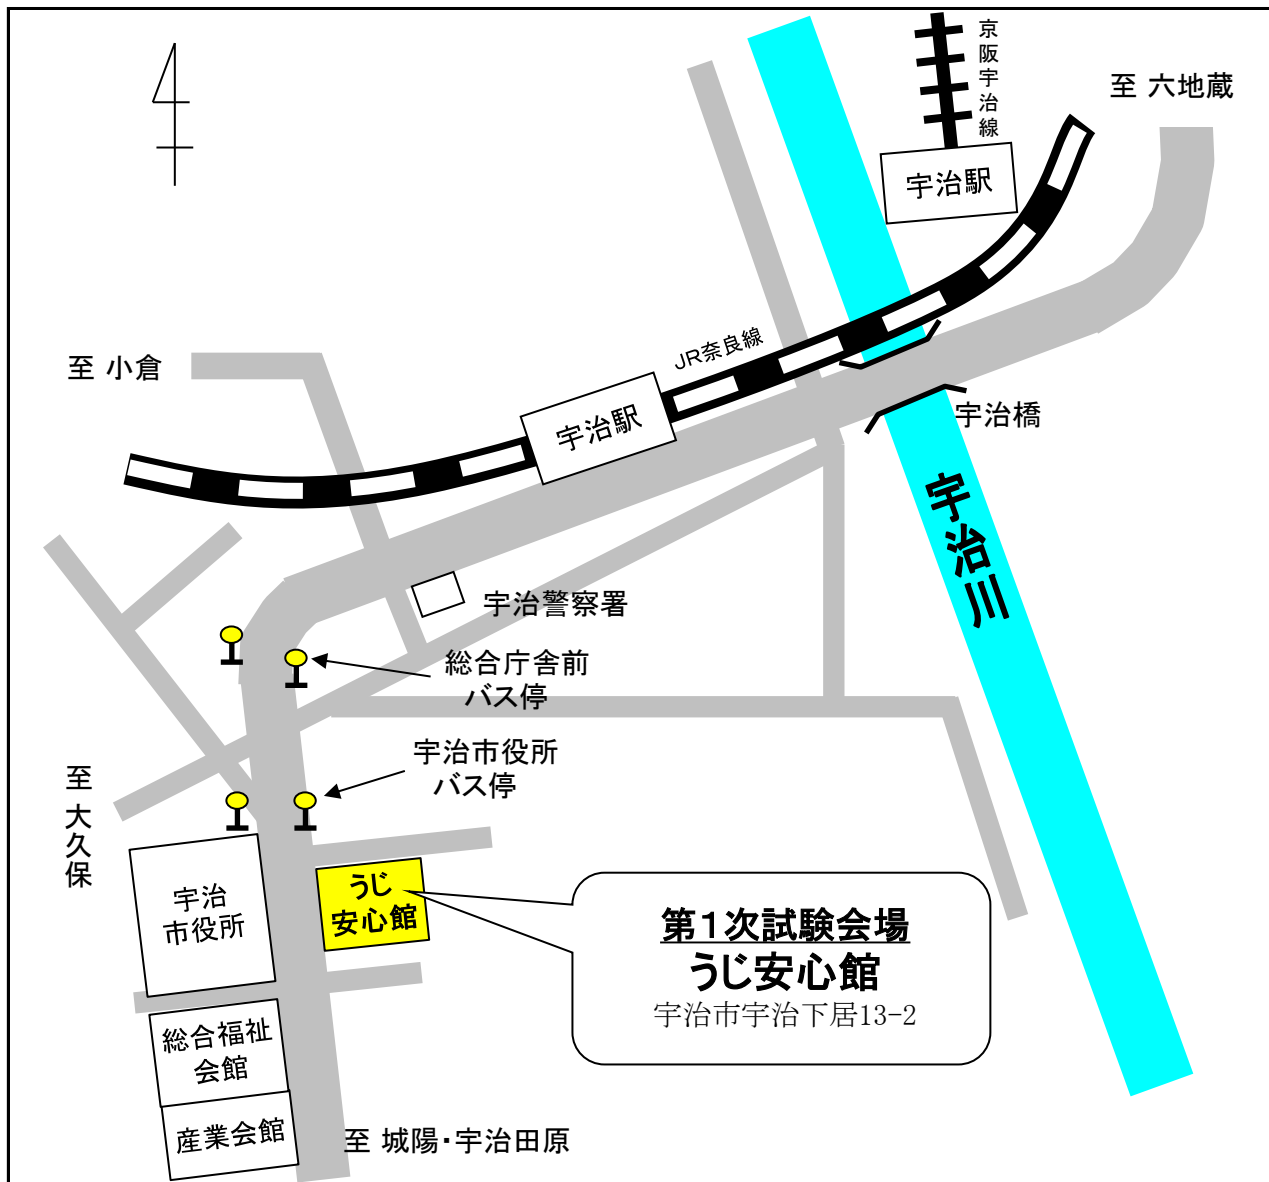 京阪宇治線
至 六地蔵
宇治駅
JR奈良線
至 小倉
宇治駅
宇治橋
宇治川
宇治警察署
総合庁舎前
バス停
宇治市役所
バス停
至 大久保
宇治
市役所
うじ
安心館
第1次試験会場
うじ安心館
宇治市宇治下居13-2
総合福祉
会館
産業会館
至 城陽・宇治田原